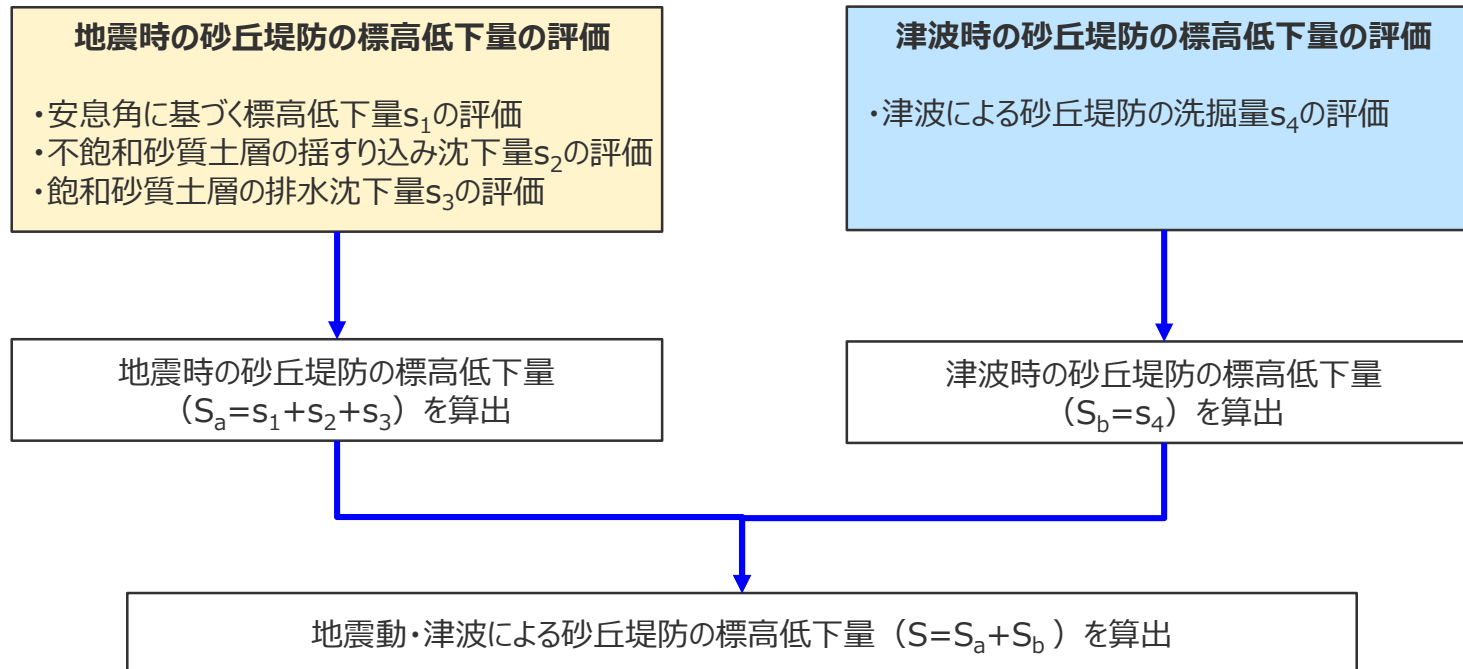 地震時の砂丘堤防の標高低下量の評価
・安息角に基づく標高低下量s₁の評価
・不飽和砂質土層の揺すり込み沈下量s₂の評価
・飽和砂質土層の排水沈下量s₃の評価
津波時の砂丘堤防の標高低下量の評価
・津波による砂丘堤防の洗掘量s₄の評価
地震時の砂丘堤防の標高低下量
（Sₐ=s₁+s₂+s₃）を算出
津波時の砂丘堤防の標高低下量
（S_b=s₄）を算出
地震動・津波による砂丘堤防の標高低下量（S=Sₐ+S_b）を算出